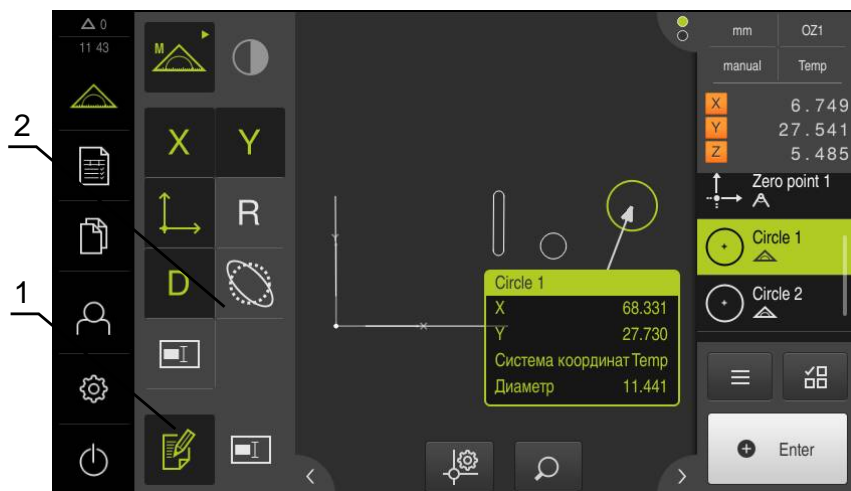 0
11 43
2
1
M
X Y
R
D
Y
X
Circle 1
X 68.331
Y 27.730
Система координат Temp
Диаметр 11.441
mm OZ1
manual Temp
X 6.749
Y 27.541
Z 5.485
Zero point 1
Circle 1
Circle 2
Enter